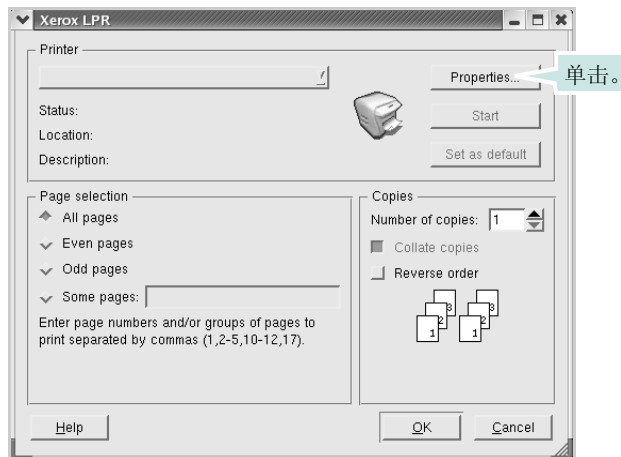 Xerox LPR
Printer
Properties...
单击。
Status:
Start
Location:
Description:
Set as default
Page selection
All pages
Even pages
Odd pages
Some pages:
Enter page numbers and/or groups of pages to
print separated by commas (1,2-5,10-12,17).
Copies
Number of copies: 1
Collate copies
Reverse order
3 3
2 2
1 1
Help
OK
Cancel